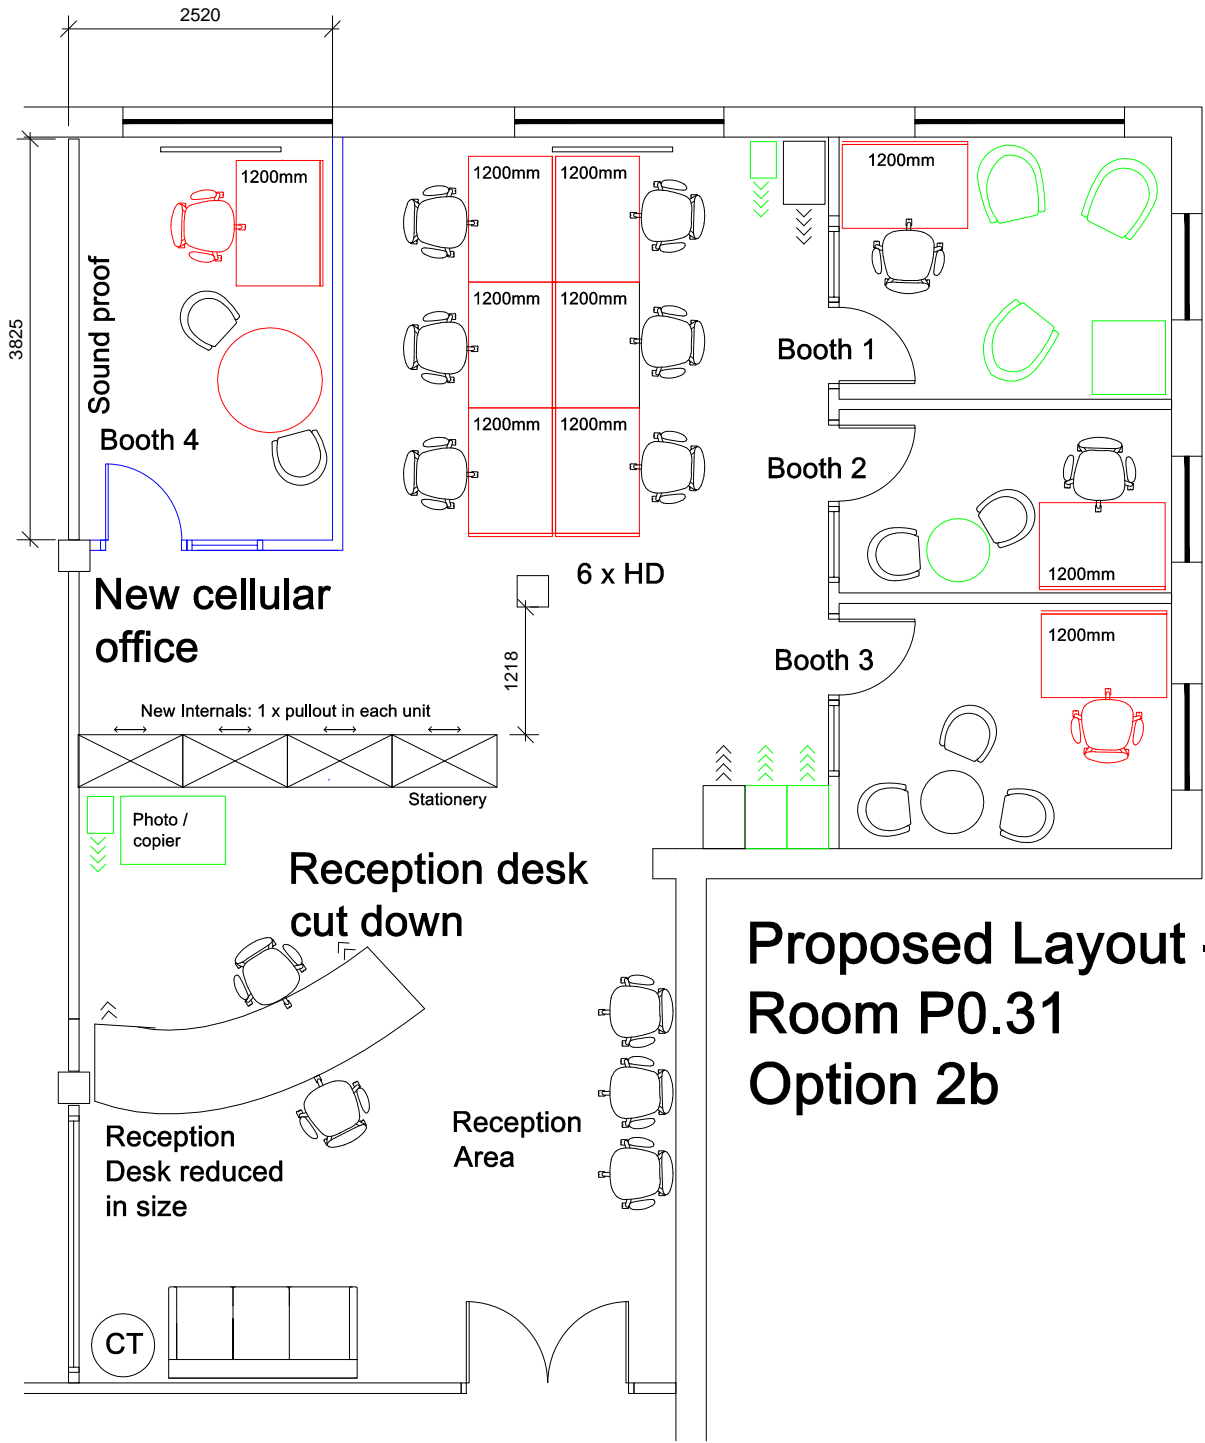 2520
3825
1200mm
Sound proof
Booth 4
1200mm
1200mm
1200mm
1200mm
1200mm
1200mm
6 x HD
1200mm
Booth 1
Booth 2
1200mm
Booth 3
1200mm
New cellular
office
1218
New Internals: 1 x pullout in each unit
Stationery
Photo /
copier
Reception desk
cut down
Reception
Desk reduced
in size
Reception
Area
CT
Proposed Layout -
Room P0.31
Option 2b